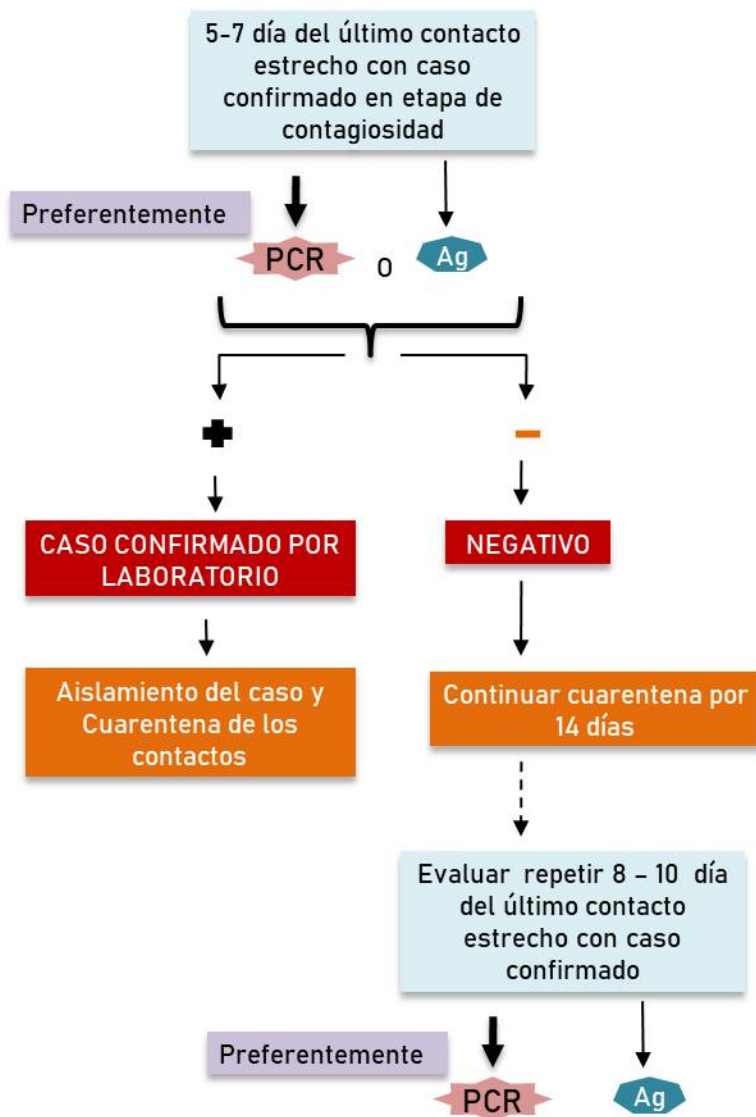 5-7 día del último contacto
estrecho con caso
confirmado en etapa de
contagiosidad
Preferentemente
PCR O Ag
+ -
CASO CONFIRMADO POR
LABORATORIO
NEGATIVO
Aislamiento del caso y
Cuarentena de los
contactos
Continuar cuarentena por
14 días
Evaluar repetir 8 – 10 día
del último contacto
estrecho con caso
confirmado
Preferentemente
PCR Ag